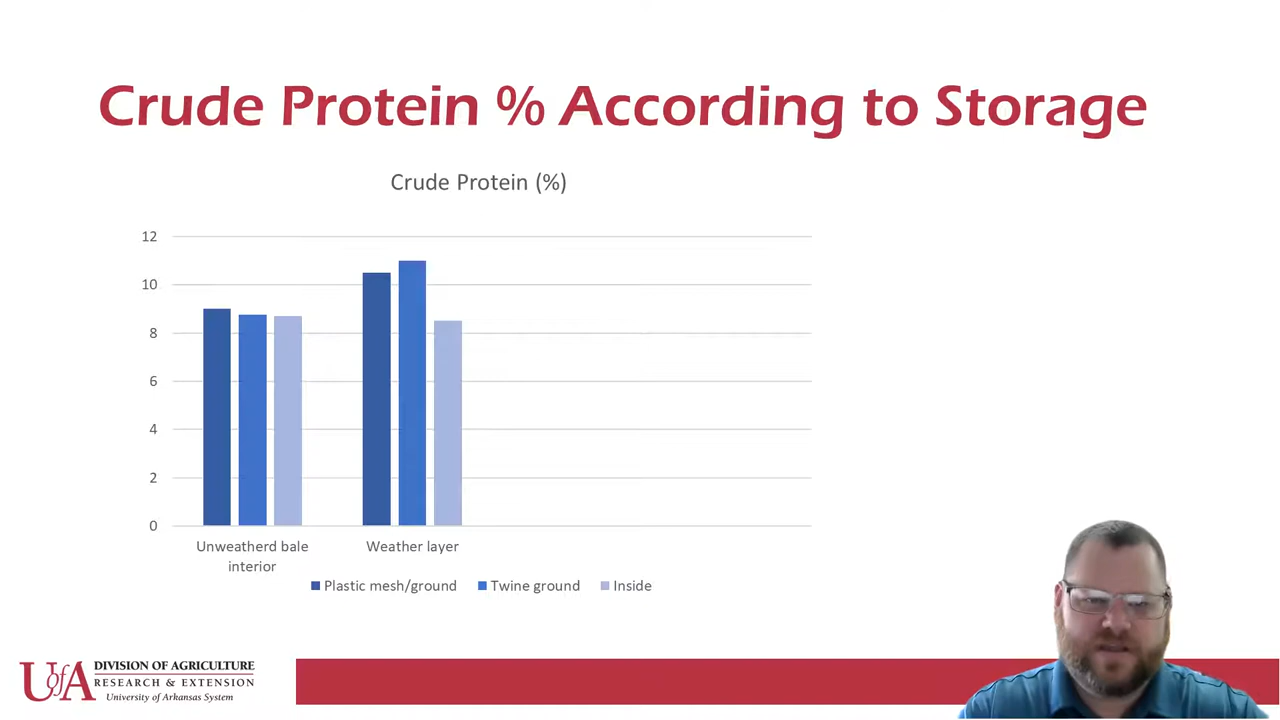 Crude Protein % According to Storage
Crude Protein (%)
12
10
8
6
4
2
0
Unweatherd bale
interior
Weather layer
Plastic mesh/ground Twine ground Inside
UofA
DIVISION OF AGRICULTURE
RESEARCH & EXTENSION
University of Arkansas System